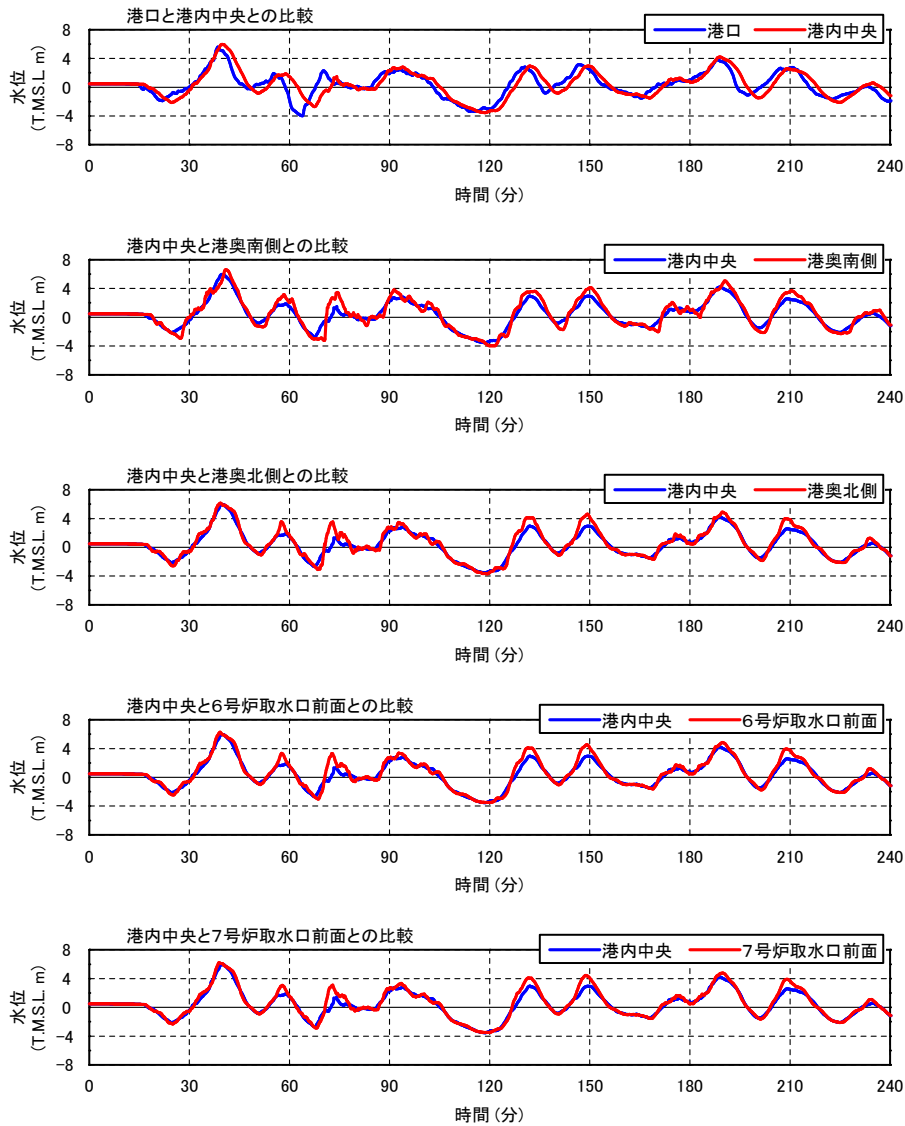 港口と港内中央との比較
港口 港内中央
水位
(T.M.S.L m)
8
4
0
−4
−8
0 30 60 90 120 150 180 210 240
時間(分)
港内中央と港奥南側との比較
港内中央 港奥南側
水位
(T.M.S.L m)
8
4
0
−4
−8
0 30 60 90 120 150 180 210 240
時間(分)
港内中央と港奥北側との比較
港内中央 港奥北側
水位
(T.M.S.L. m)
8
4
0
−4
−8
0 30 60 90 120 150 180 210 240
時間(分)
港内中央と6号炉取水口前面との比較
港内中央 6号炉取水口前面
水位
(T.M.S.L. m)
8
4
0
−4
−8
0 30 60 90 120 150 180 210 240
時間(分)
港内中央と7号炉取水口前面との比較
港内中央 7号炉取水口前面
水位
(T.M.S.L. m)
8
4
0
−4
−8
0 30 60 90 120 150 180 210 240
時間(分)